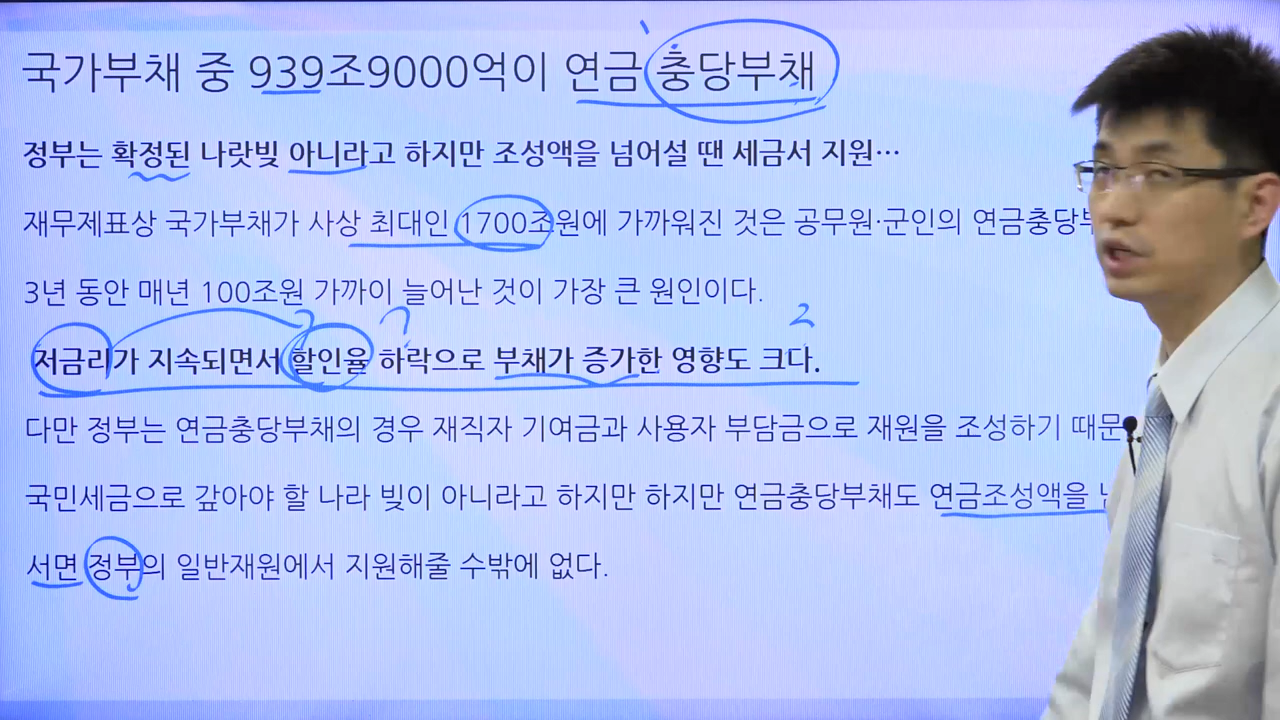 국가부채 중 939조9000억이 연금 충당부채
정부는 확정된 나랏빚 아니라고 하지만 조성액을 넘어설 땐 세금서 지원…
재무제표상 국가부채가 사상 최대인 1700조원에 가까워진 것은 공무원·군인의 연금충당
3년 동안 매년 100조원 가까이 늘어난 것이 가장 큰 원인이다.
?
2
저금리가 지속되면서 할인율 하락으로 부채가 증가한 영향도 크다.
다만 정부는 연금충당부채의 경우 재직자 기여금과 사용자 부담금으로 재원을 조성하기 때문
국민세금으로 갚아야 할 나라 빚이 아니라고 하지만 하지만 연금충당부채도 연금조성액을
서면 정부의 일반재원에서 지원해줄 수밖에 없다.